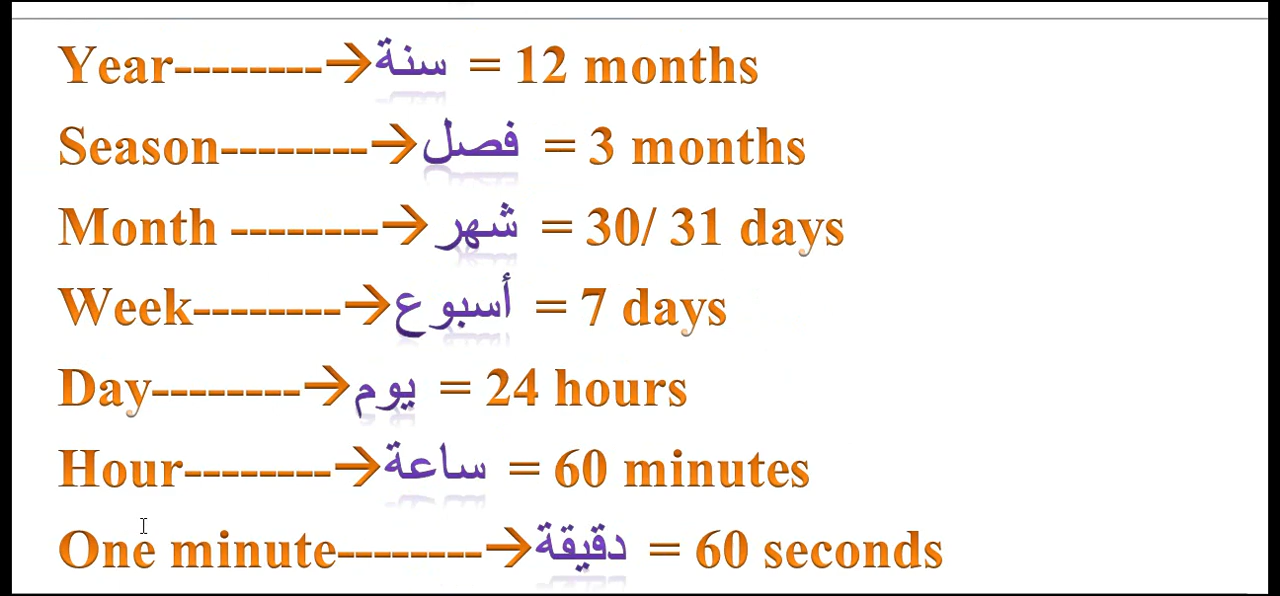 Year--------→سنة = 12 months
Season--------→فصل = 3 months
Month --------→ شهر = 30/ 31 days
Week--------→أسبوع = 7 days
Day--------→يوم = 24 hours
Hour--------→ساعة = 60 minutes
One minute--------→دقيقة = 60 seconds